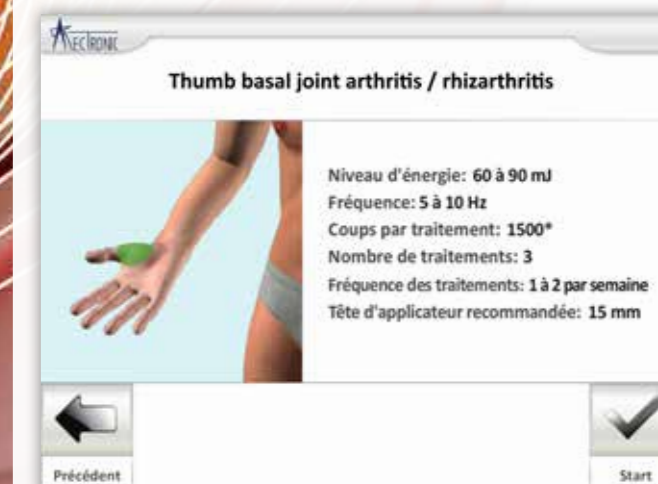 Thumb basal joint arthritis / rhizarthritis
Niveau d'énergie: 60 à 90 mJ
Fréquence: 5 à 10 Hz
Coups par traitement: 1500*
Nombre de traitements: 3
Fréquence des traitements: 1 à 2 par semaine
Tête d'applicateur recommandée: 15 mm
Précédent
Start